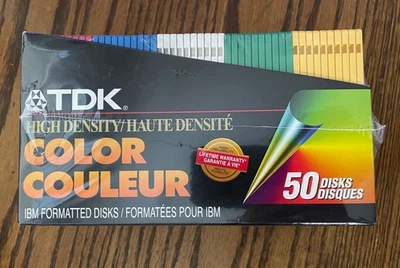 TDK
HIGH DENSITY/HAUTE DENSITÉ
COLOR
COULEUR
LIFETIME WARRANTY
GARANTIE À VIE
50 DISKS
DISQUES
IBM FORMATTED DISKS / FORMATÉES POUR IBM